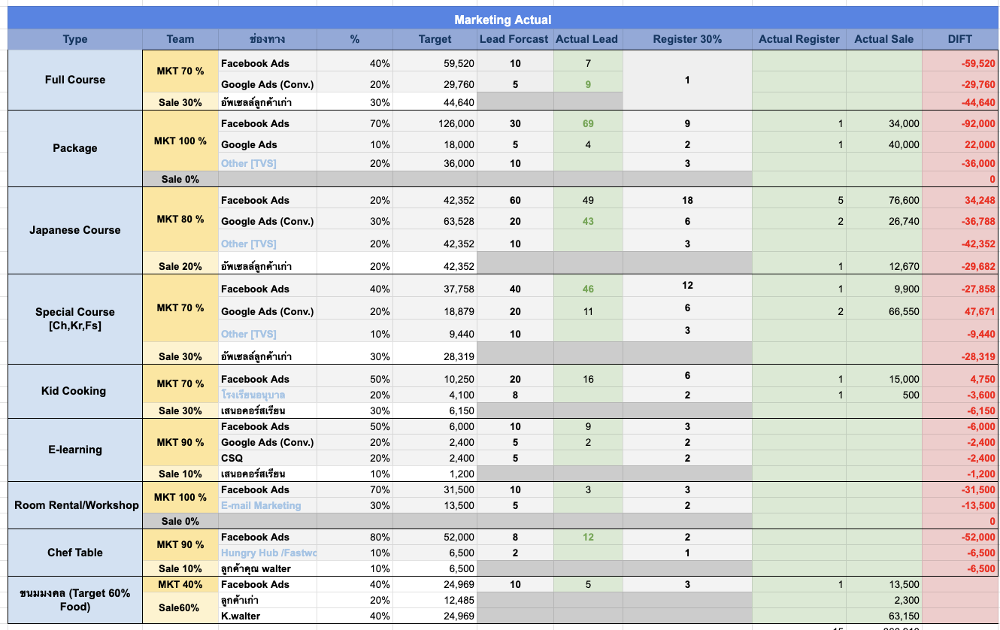 Marketing Actual
Type Team ช่องทาง % Target Lead Forcast Actual Lead Register 30% Actual Register Actual Sale DIFT
Full Course MKT 70 % Facebook Ads 40% 59,520 10 7 1 -59,520
Google Ads (Conv.) 20% 29,760 5 9 -29,760
Sale 30% อัพเซลล์ลูกค้าเก่า 30% 44,640 -44,640
Package MKT 100 % Facebook Ads 70% 126,000 30 69 9 1 34,000 -92,000
Google Ads 10% 18,000 5 4 2 1 40,000 22,000
Other [TVS] 20% 36,000 10 3 -36,000
Sale 0% 0
Japanese Course MKT 80 % Facebook Ads 20% 42,352 60 49 18 5 76,600 34,248
Google Ads (Conv.) 30% 63,528 20 43 6 2 26,740 -36,788
Other [TVS] 20% 42,352 10 3 -42,352
Sale 20% อัพเซลล์ลูกค้าเก่า 20% 42,352 1 12,670 -29,682
Special Course
[Ch,Kr,Fs] MKT 70 % Facebook Ads 40% 37,758 40 46 12 1 9,900 -27,858
Google Ads (Conv.) 20% 18,879 20 11 6 2 66,550 47,671
Other [TVS] 10% 9,440 10 3 -9,440
Sale 30% อัพเซลล์ลูกค้าเก่า 30% 28,319 -28,319
Kid Cooking MKT 70 % Facebook Ads 50% 10,250 20 16 6 1 15,000 4,750
โรงเรียนอนุบาล 20% 4,100 8 2 1 500 -3,600
Sale 30% เสนอคอร์สเรียน 30% 6,150 -6,150
E-learning MKT 90 % Facebook Ads 50% 6,000 10 9 3 -6,000
Google Ads (Conv.) 20% 2,400 5 2 2 -2,400
CSQ 20% 2,400 5 2 -2,400
Sale 10% เสนอคอร์สเรียน 10% 1,200 -1,200
Room Rental/Workshop MKT 100 % Facebook Ads 70% 31,500 10 3 3 -31,500
E-mail Marketing 30% 13,500 5 2 -13,500
Sale 0% 0
Chef Table MKT 90 % Facebook Ads 80% 52,000 8 12 2 -52,000
Hungry Hub /Fastwo 10% 6,500 2 1 -6,500
Sale 10% ลูกค้าคุณ walter 10% 6,500 -6,500
ขนมมงคล (Target 60%
Food) MKT 40% Facebook Ads 40% 24,969 10 5 3 1 13,500
Sale60% ลูกค้าเก่า 20% 12,485 2,300
K.walter 40% 24,969 63,150